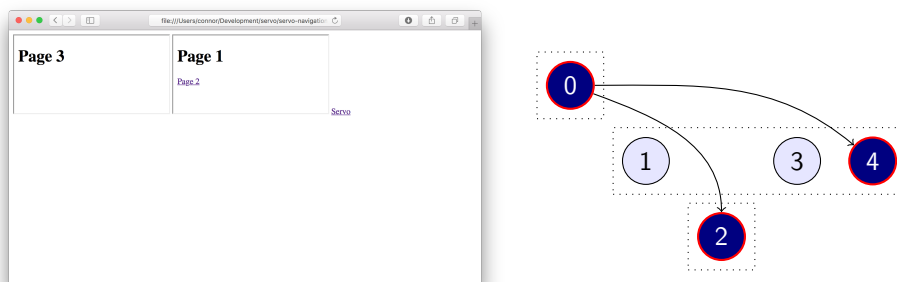 file:///Users/connor/Development/servo/servo-navigation
Page 3
Page 1
Page 2
Servo
0
1
3
4
2